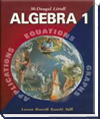 McDougal Littell
ALGEBRA 1
EQUATIONS
APPLICATIONS
GRAPHS